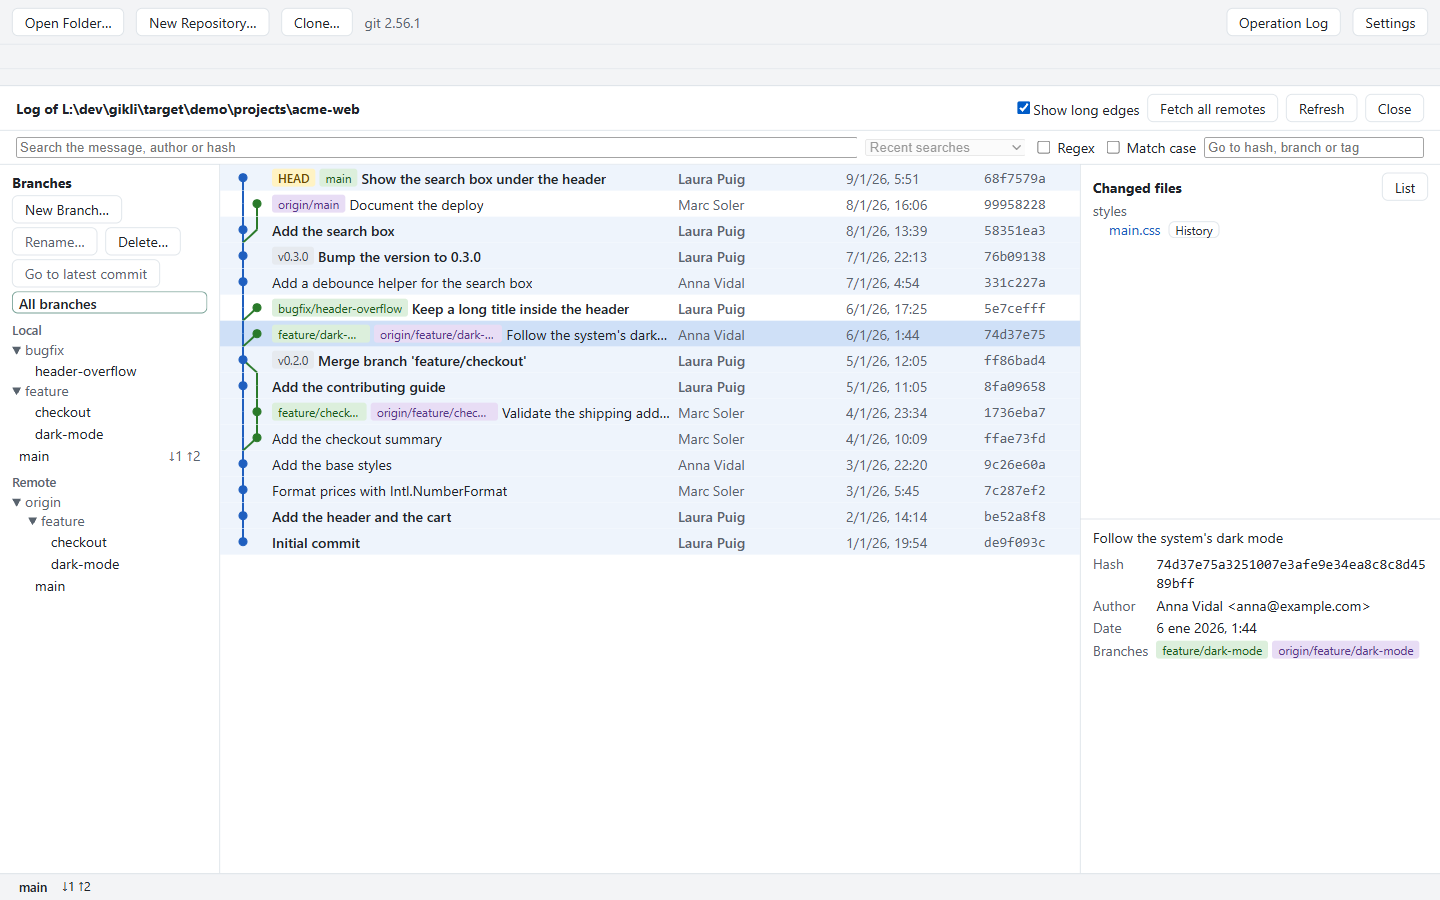 Open Folder... New Repository... Clone... git 2.56.1 Operation Log Settings
Log of L:\dev\gikli\target\demo\projects\acme-web Show long edges Fetch all remotes Refresh Close
Search the message, author or hash Recent searches Regex Match case Go to hash, branch or tag
Branches
New Branch...
Rename... Delete...
Go to latest commit
All branches
Local
bugfix
header-overflow
feature
checkout
dark-mode
main ↓1 ↑2
Remote
origin
feature
checkout
dark-mode
main
HEAD main Show the search box under the header Laura Puig 9/1/26, 5:51 68f7579a
origin/main Document the deploy Marc Soler 8/1/26, 16:06 99958228
Add the search box Laura Puig 8/1/26, 13:39 58351ea3
v0.3.0 Bump the version to 0.3.0 Laura Puig 7/1/26, 22:13 76b09138
Add a debounce helper for the search box Anna Vidal 7/1/26, 4:54 331c227a
bugfix/header-overflow Keep a long title inside the header Laura Puig 6/1/26, 17:25 5e7cefff
feature/dark-... origin/feature/dark-... Follow the system's dark... Anna Vidal 6/1/26, 1:44 74d37e75
v0.2.0 Merge branch 'feature/checkout' Laura Puig 5/1/26, 12:05 ff86bad4
Add the contributing guide Laura Puig 5/1/26, 11:05 8fa09658
feature/check... origin/feature/chec... Validate the shipping add... Marc Soler 4/1/26, 23:34 1736eba7
Add the checkout summary Marc Soler 4/1/26, 10:09 ffae73fd
Add the base styles Anna Vidal 3/1/26, 22:20 9c26e60a
Format prices with Intl.NumberFormat Marc Soler 3/1/26, 5:45 7c287ef2
Add the header and the cart Laura Puig 2/1/26, 14:14 be52a8f8
Initial commit Laura Puig 1/1/26, 19:54 de9f093c
Changed files List
styles
main.css History
Follow the system's dark mode
Hash 74d37e75a3251007e3afe9e34ea8c8c8d45
89bff
Author Anna Vidal <anna@example.com>
Date 6 ene 2026, 1:44
Branches feature/dark-mode origin/feature/dark-mode
main ↓1 ↑2